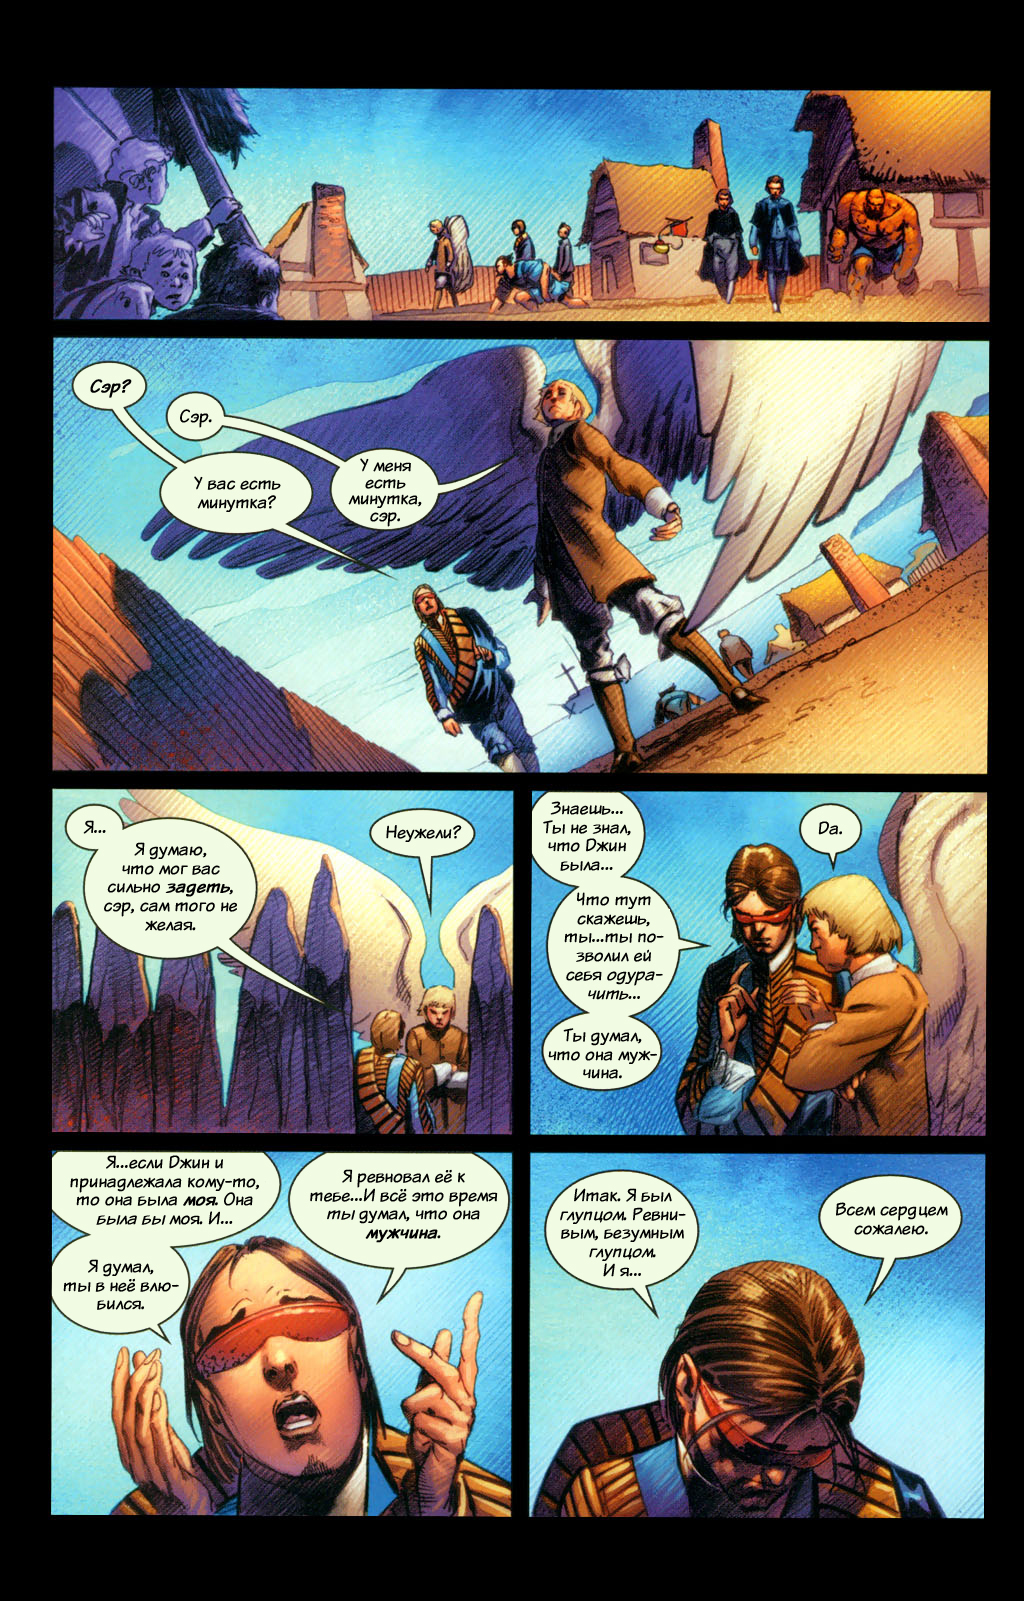 Сэр?
Сэр.
У вас есть
минутка?
У меня
есть
минутка,
сэр.
Я...
Я думаю,
что мог вас
сильно задеть,
сэр, сам того не
желая.
Неужели?
Знаешь...
Ты не знал,
что Джин
была...
Да.
Что тут
скажешь,
ты...ты по-
зволил ей
себя одура-
чить...
Ты думал,
что она муж-
чина.
Я...если Джин и
принадлежала кому-то,
то она была моя. Она
была бы моя. И...
Я думал,
ты в неё влю-
бился.
Я ревновал её к
тебе...И всё это время
ты думал, что она
мужчина.
Итак. Я был
глупцом. Ревни-
вым, безумным
глупцом.
И я...
Всем сердцем
сожалею.